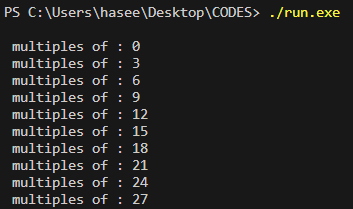 PS C:\Users\hasee\Desktop\CODES> ./run.exe
multiples of : 0
multiples of : 3
multiples of : 6
multiples of : 9
multiples of : 12
multiples of : 15
multiples of : 18
multiples of : 21
multiples of : 24
multiples of : 27